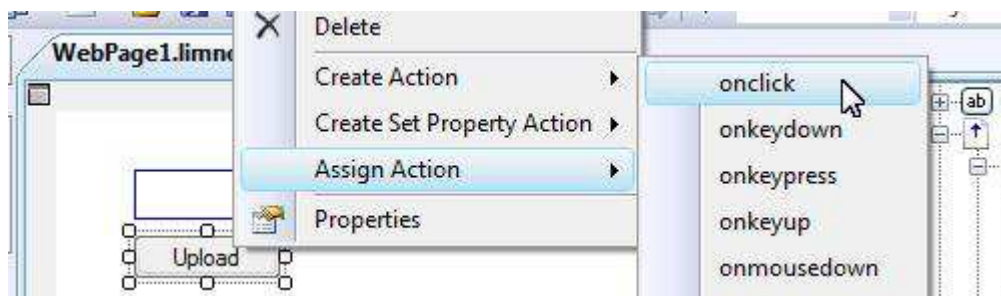 Delete
WebPage1.limn
Create Action
onclick
ab
Create Set Property Action
onkeydown
Assign Action
onkeypress
Properties
onkeyup
Upload
onmousedown